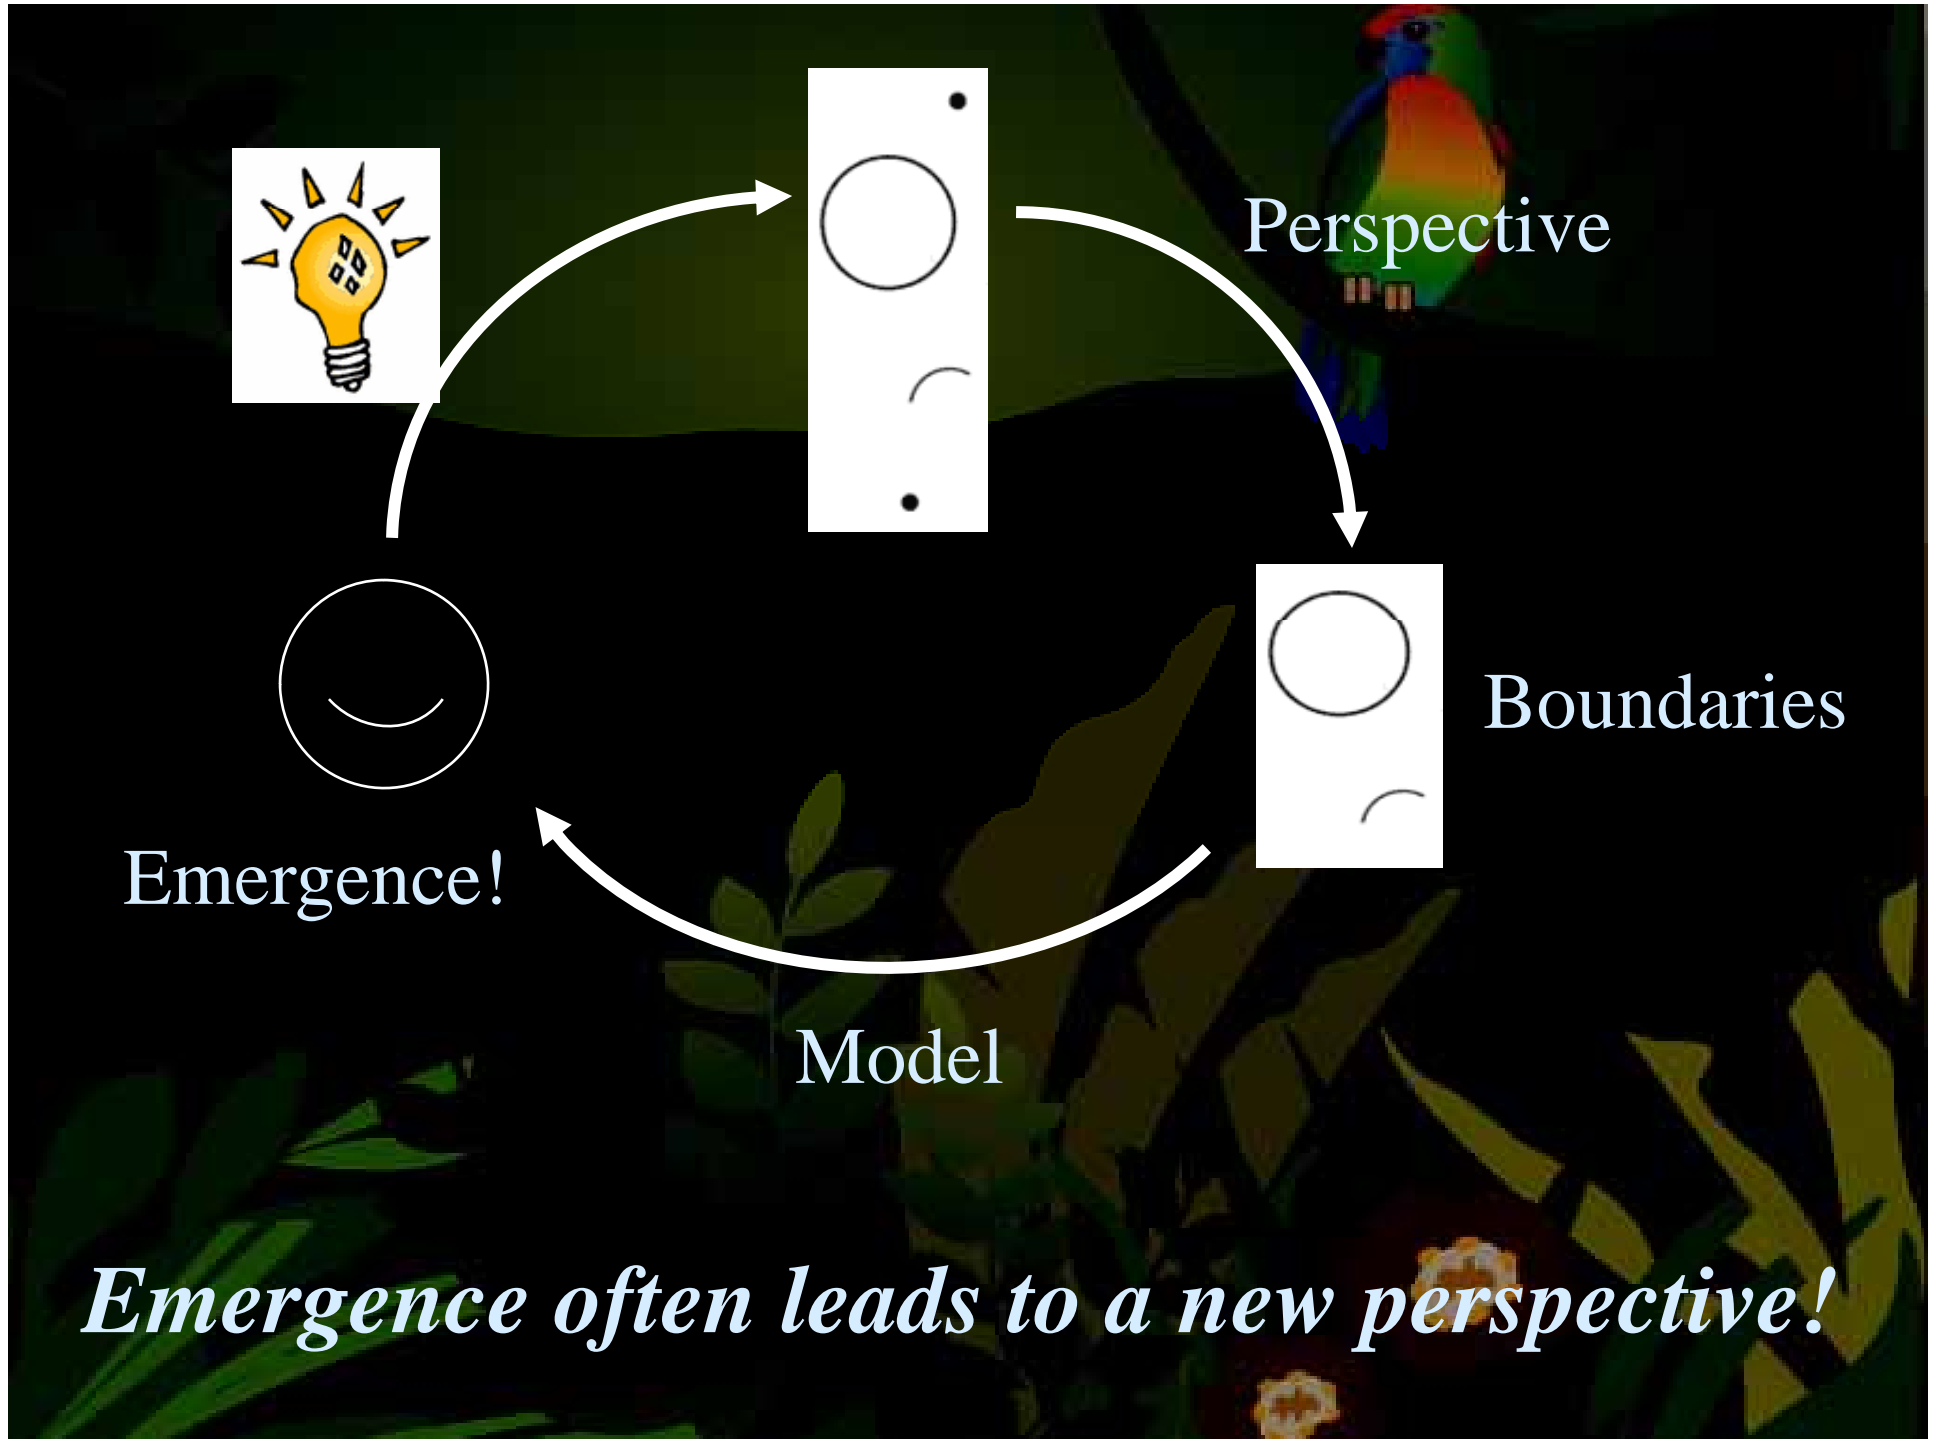 Perspective
Boundaries
Emergence!
Model
Emergence often leads to a new perspective!